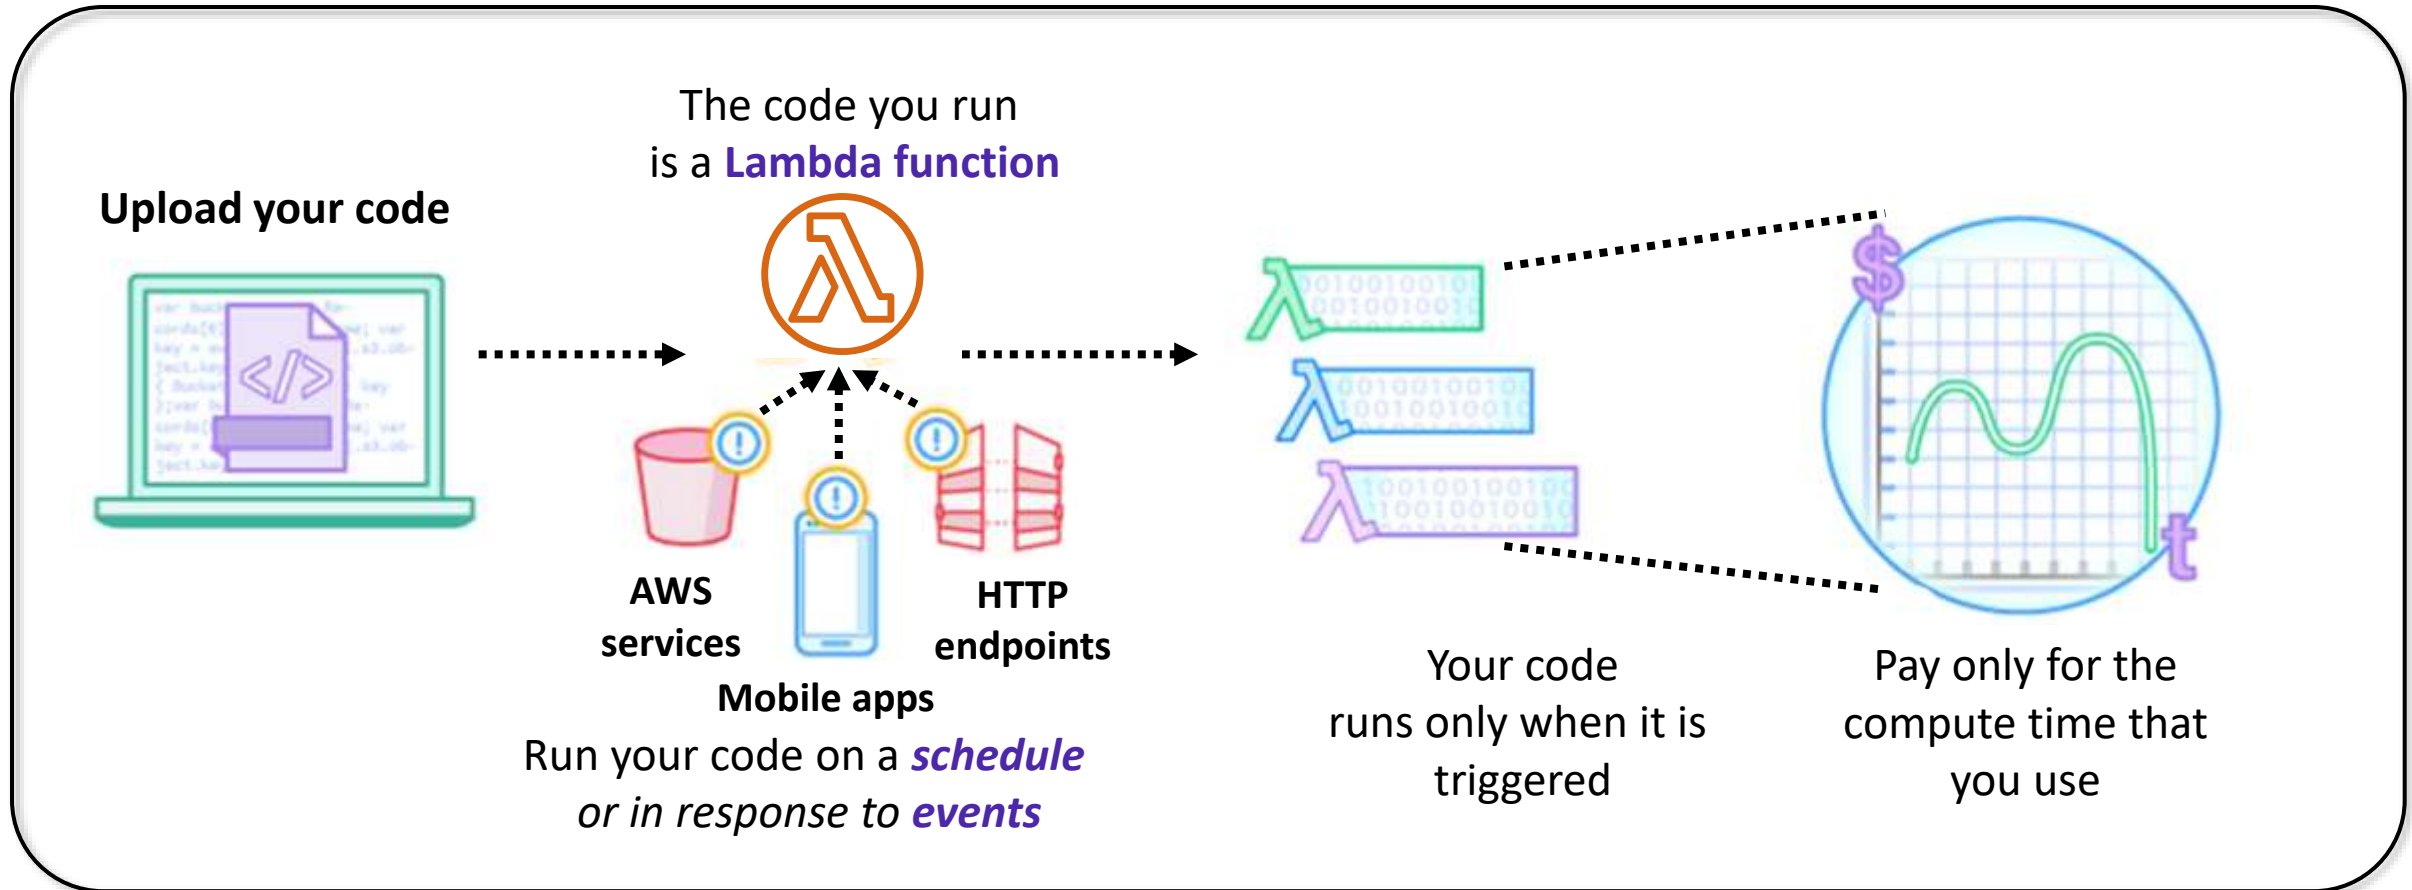 Upload your code
The code you run
is a Lambda function
</>
AWS
services
Mobile apps
HTTP
endpoints
Run your code on a schedule
or in response to events
λ
λ
λ
Your code
runs only when it is
triggered
$
t
Pay only for the
compute time that
you use